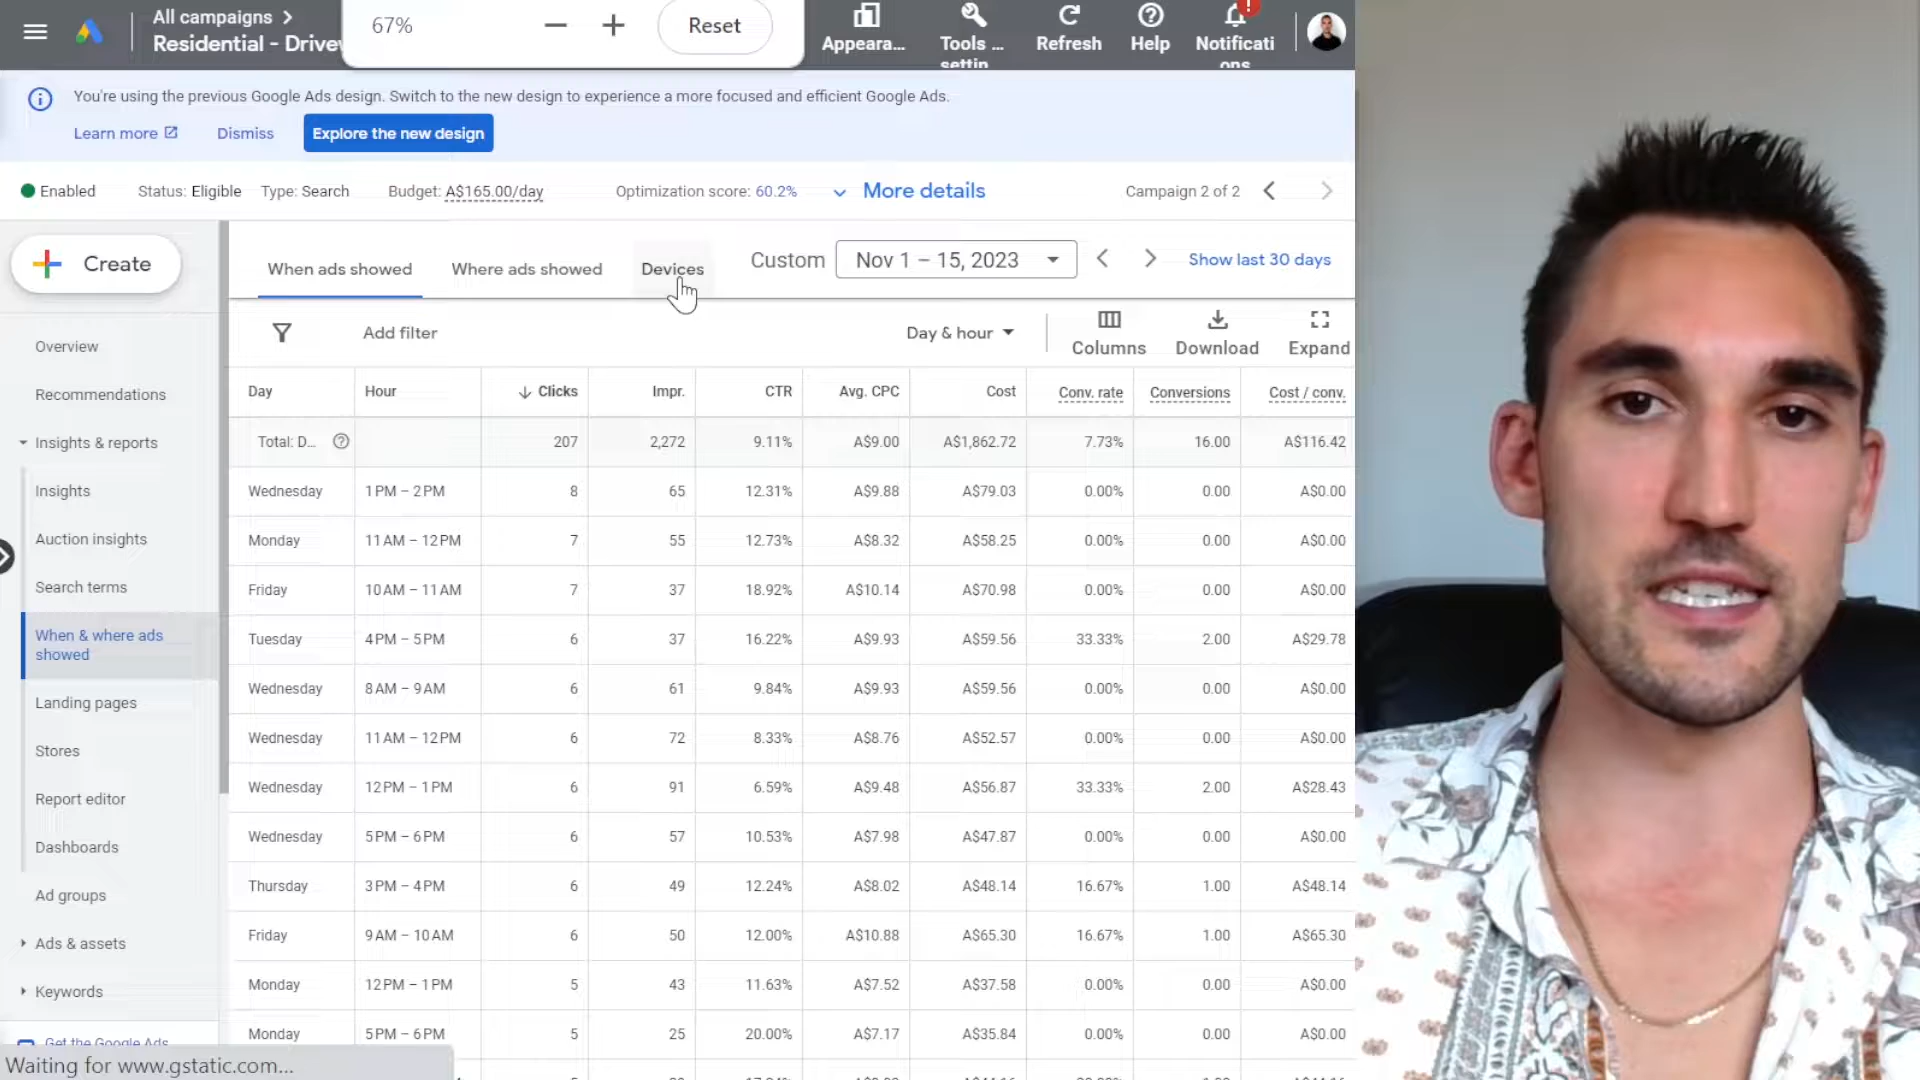 All campaigns
Residential - Drivew
67%
Reset
Appeara...
Tools ...
settin
Refresh
Help
Notificati
ons
!
You're using the previous Google Ads design. Switch to the new design to experience a more focused and efficient Google Ads.
Learn more
Dismiss
Explore the new design
Enabled
Status: Eligible
Type: Search
Budget: A$165.00/day
Optimization score: 60.2%
More details
Campaign 2 of 2
Create
When ads showed
Where ads showed
Devices
Custom
Nov 1 – 15, 2023
Show last 30 days
Add filter
Day & hour
Columns
Download
Expand
Overview
Recommendations
Insights & reports
Insights
Auction insights
Search terms
When & where ads
showed
Landing pages
Stores
Report editor
Dashboards
Ad groups
Ads & assets
Keywords
Get the Google Ads
Day Hour Clicks Impr. CTR Avg. CPC Cost Conv. rate Conversions Cost / conv.
Total: D... 207 2,272 9.11% A$9.00 A$1,862.72 7.73% 16.00 A$116.42
Wednesday 1 PM – 2 PM 8 65 12.31% A$9.88 A$79.03 0.00% 0.00 A$0.00
Monday 11 AM – 12 PM 7 55 12.73% A$8.32 A$58.25 0.00% 0.00 A$0.00
Friday 10 AM – 11 AM 7 37 18.92% A$10.14 A$70.98 0.00% 0.00 A$0.00
Tuesday 4 PM – 5 PM 6 37 16.22% A$9.93 A$59.56 33.33% 2.00 A$29.78
Wednesday 8 AM – 9 AM 6 61 9.84% A$9.93 A$59.56 0.00% 0.00 A$0.00
Wednesday 11 AM – 12 PM 6 72 8.33% A$8.76 A$52.57 0.00% 0.00 A$0.00
Wednesday 12 PM – 1 PM 6 91 6.59% A$9.48 A$56.87 33.33% 2.00 A$28.43
Wednesday 5 PM – 6 PM 6 57 10.53% A$7.98 A$47.87 0.00% 0.00 A$0.00
Thursday 3 PM – 4 PM 6 49 12.24% A$8.02 A$48.14 16.67% 1.00 A$48.14
Friday 9 AM – 10 AM 6 50 12.00% A$10.88 A$65.30 16.67% 1.00 A$65.30
Monday 12 PM – 1 PM 5 43 11.63% A$7.52 A$37.58 0.00% 0.00 A$0.00
Monday 5 PM – 6 PM 5 25 20.00% A$7.17 A$35.84 0.00% 0.00 A$0.00
Waiting for www.gstatic.com...